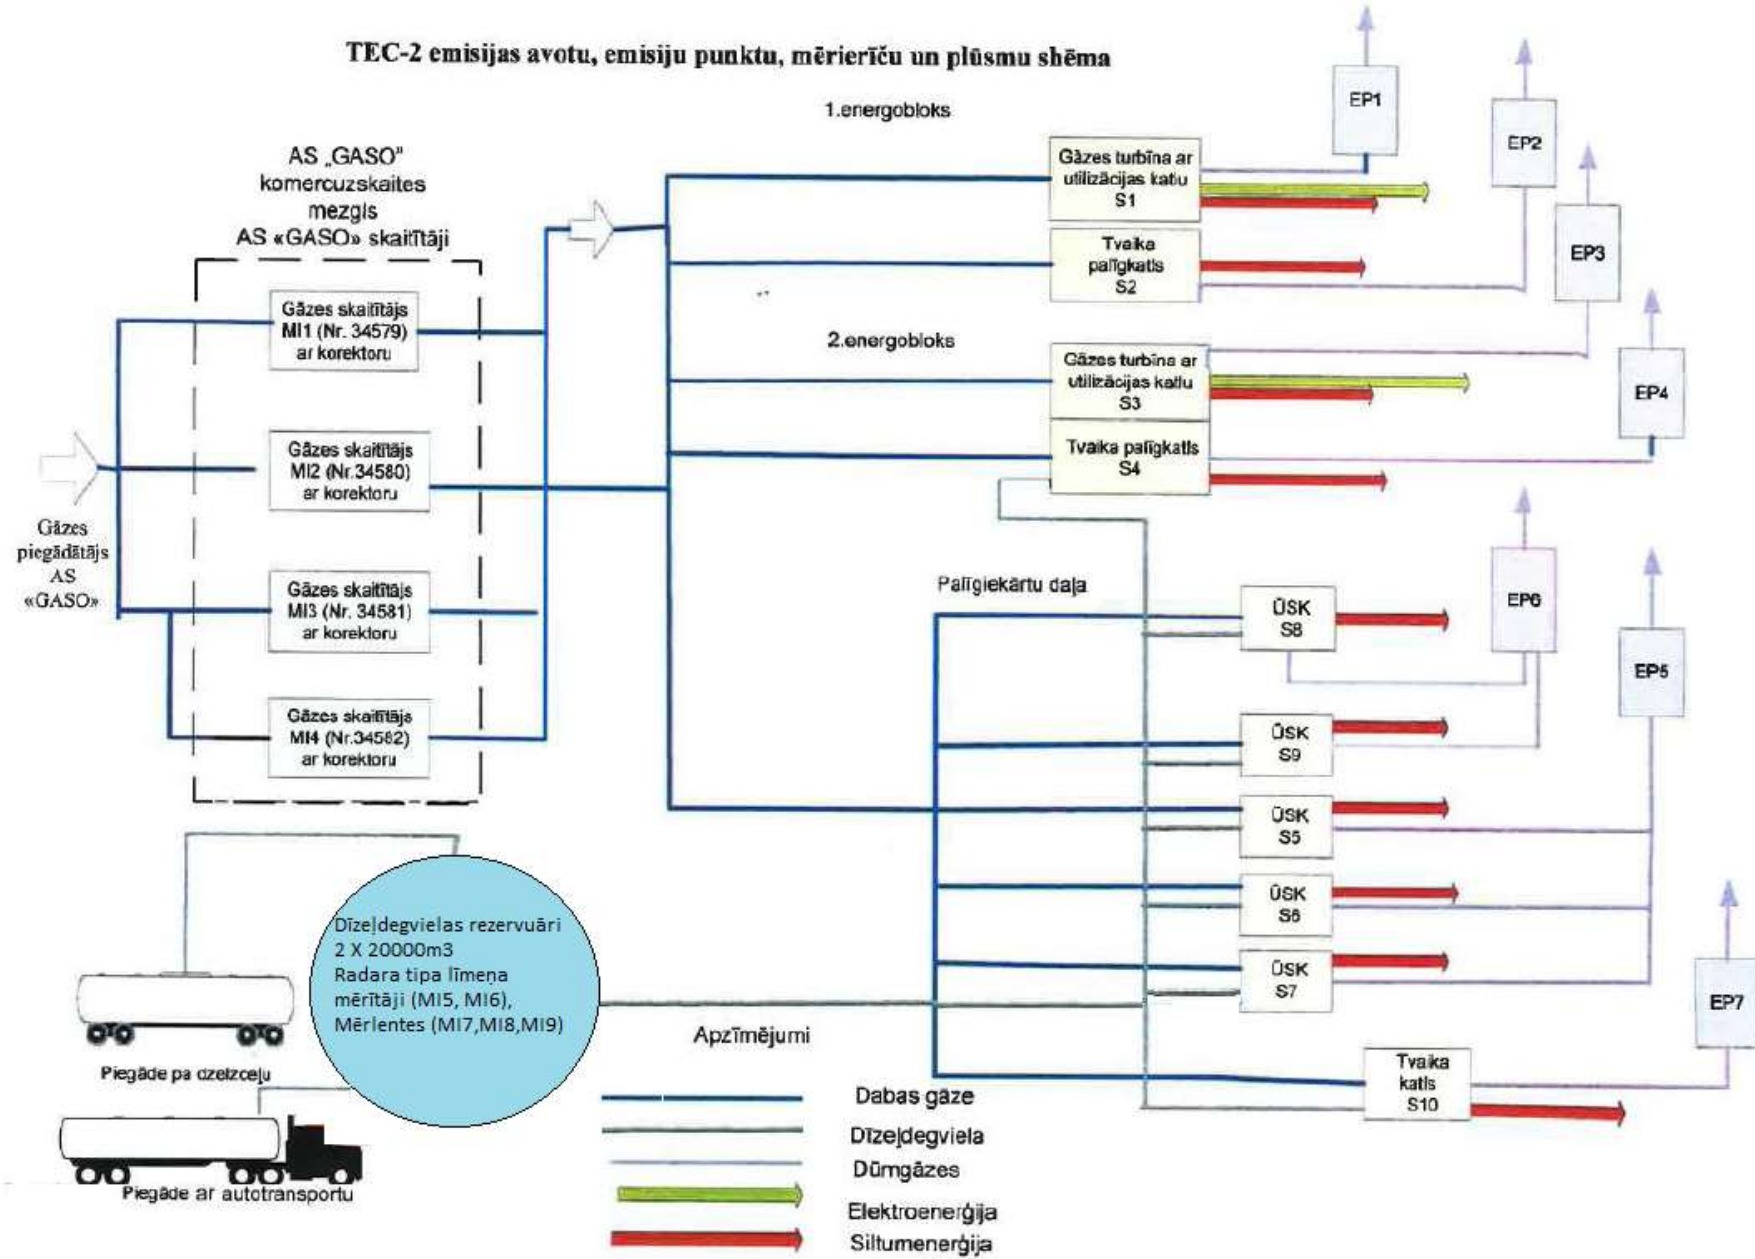 TEC-2 emisijas avotu, emisiju punktu, mērierīču un plūsmu shēma
1.energobloks
AS „GASO”
komercuzskaites
mezgls
AS «GASO» skaitītāji
Gāzes skaitītājs
MI1 (Nr. 34579)
ar korektoru
Gāzes skaitītājs
MI2 (Nr.34580)
ar korektoru
Gāzes skaitītājs
MI3 (Nr. 34581)
ar korektoru
Gāzes skaitītājs
MI4 (Nr.34582)
ar korektoru
Gāzes
piegādātājs
AS
«GASO»
Gāzes turbīna ar
utilizācijas katlu
S1
Tvaika
palīgkatls
S2
2.energobloks
Gāzes turbīna ar
utilizācijas katlu
S3
Tvaika palīgkatls
S4
EP1
EP2
EP3
EP4
Palīgiekārtu daļa
ŪSK
S8
ŪSK
S9
ŪSK
S5
ŪSK
S6
ŪSK
S7
Tvaika
katls
S10
EP6
EP5
EP7
Dīzeļdegvielas rezervuāri
2 X 20000m3
Radara tipa līmeņa
mērītāji (MI5, MI6),
Mērlentes (MI7,MI8,MI9)
Piegāde pa dzelzceļu
Piegāde ar autotransportu
Apzīmējumi
Dabas gāze
Dīzeļdegviela
Dūmgāzes
Elektroenerģija
Siltumenerģija